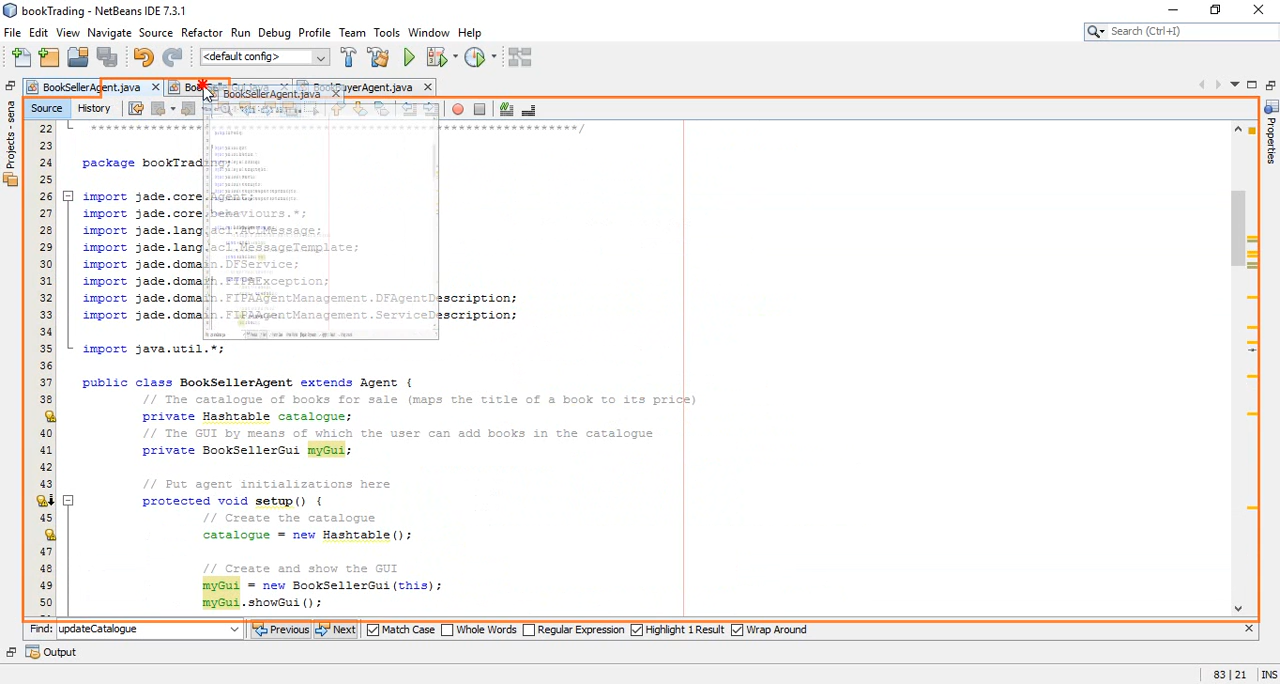 bookTrading - NetBeans IDE 7.3.1
File Edit View Navigate Source Refactor Run Debug Profile Team Tools Window Help
Search (Ctrl+I)
<default config>
BookSellerAgent.java BookBuyerAgent.java
BookSellerAgent.java
Source History
Projects - sena
Properties
22 *****************************************************************/
23
24 package bookTrading;
25
26 import jade.core.Agent;
27 import jade.core.behaviours.*;
28 import jade.lang.acl.ACLMessage;
29 import jade.lang.acl.MessageTemplate;
30 import jade.domain.DFService;
31 import jade.domain.FIPAException;
32 import jade.domain.FIPAAgentManagement.DFAgentDescription;
33 import jade.domain.FIPAAgentManagement.ServiceDescription;
34
35 import java.util.*;
36
37 public class BookSellerAgent extends Agent {
38 // The catalogue of books for sale (maps the title of a book to its price)
private Hashtable catalogue;
40 // The GUI by means of which the user can add books in the catalogue
41 private BookSellerGui myGui;
42
43 // Put agent initializations here
protected void setup() {
45 // Create the catalogue
catalogue = new Hashtable();
47
48 // Create and show the GUI
49 myGui = new BookSellerGui(this);
50 myGui.showGui();
Find: updateCatalogue Previous Next Match Case Whole Words Regular Expression Highlight 1 Result Wrap Around
Output
83 | 21 INS